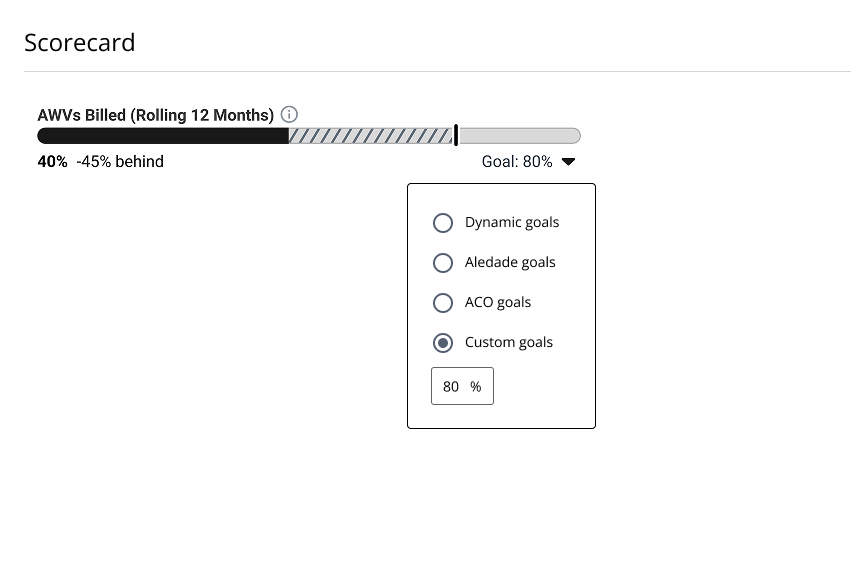 Scorecard
AWVs Billed (Rolling 12 Months)
40% -45% behind
Goal: 80%
Dynamic goals
Aledade goals
ACO goals
Custom goals
80 %